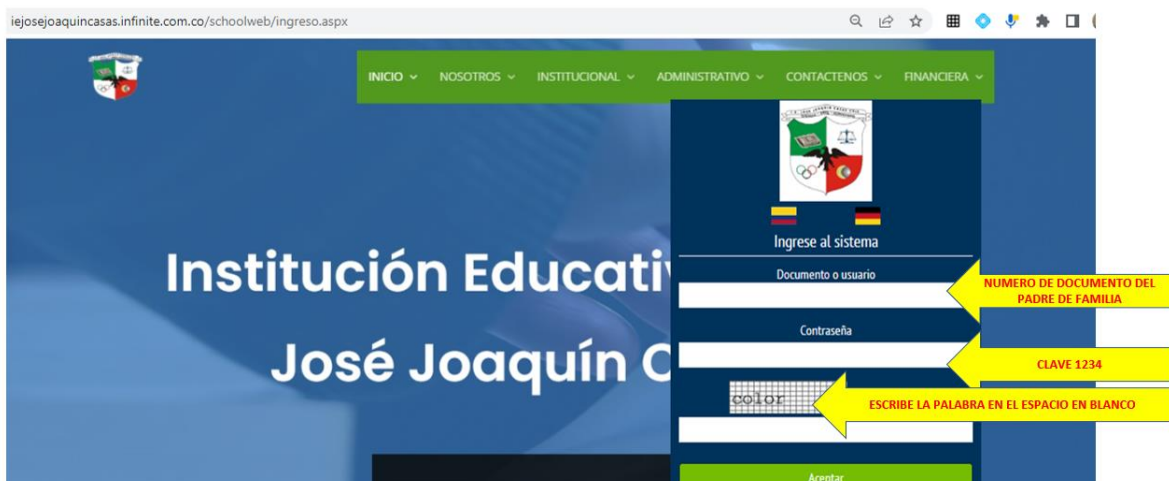 iejosejoaquincasas.infinite.com.co/schoolweb/ingreso.aspx
INICIO NOSOTROS INSTITUCIONAL ADMINISTRATIVO CONTACTENOS FINANCIERA
Institución Educati
José Joaquín C
Ingrese al sistema
Documento o usuario
NUMERO DE DOCUMENTO DEL
PADRE DE FAMILIA
Contraseña
CLAVE 1234
color
ESCRIBE LA PALABRA EN EL ESPACIO EN BLANCO
Aceptar